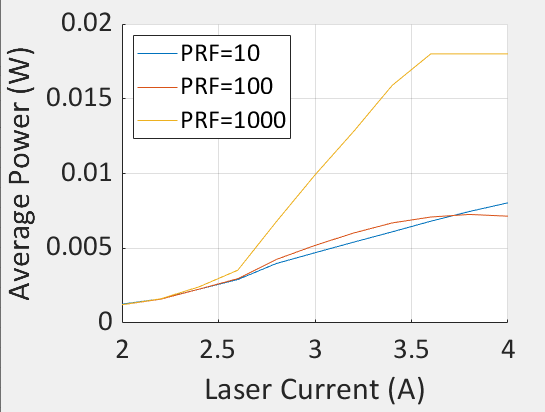 0.02
0.015
0.01
0.005
0
Average Power (W)
PRF=10
PRF=100
PRF=1000
2 2.5 3 3.5 4
Laser Current (A)